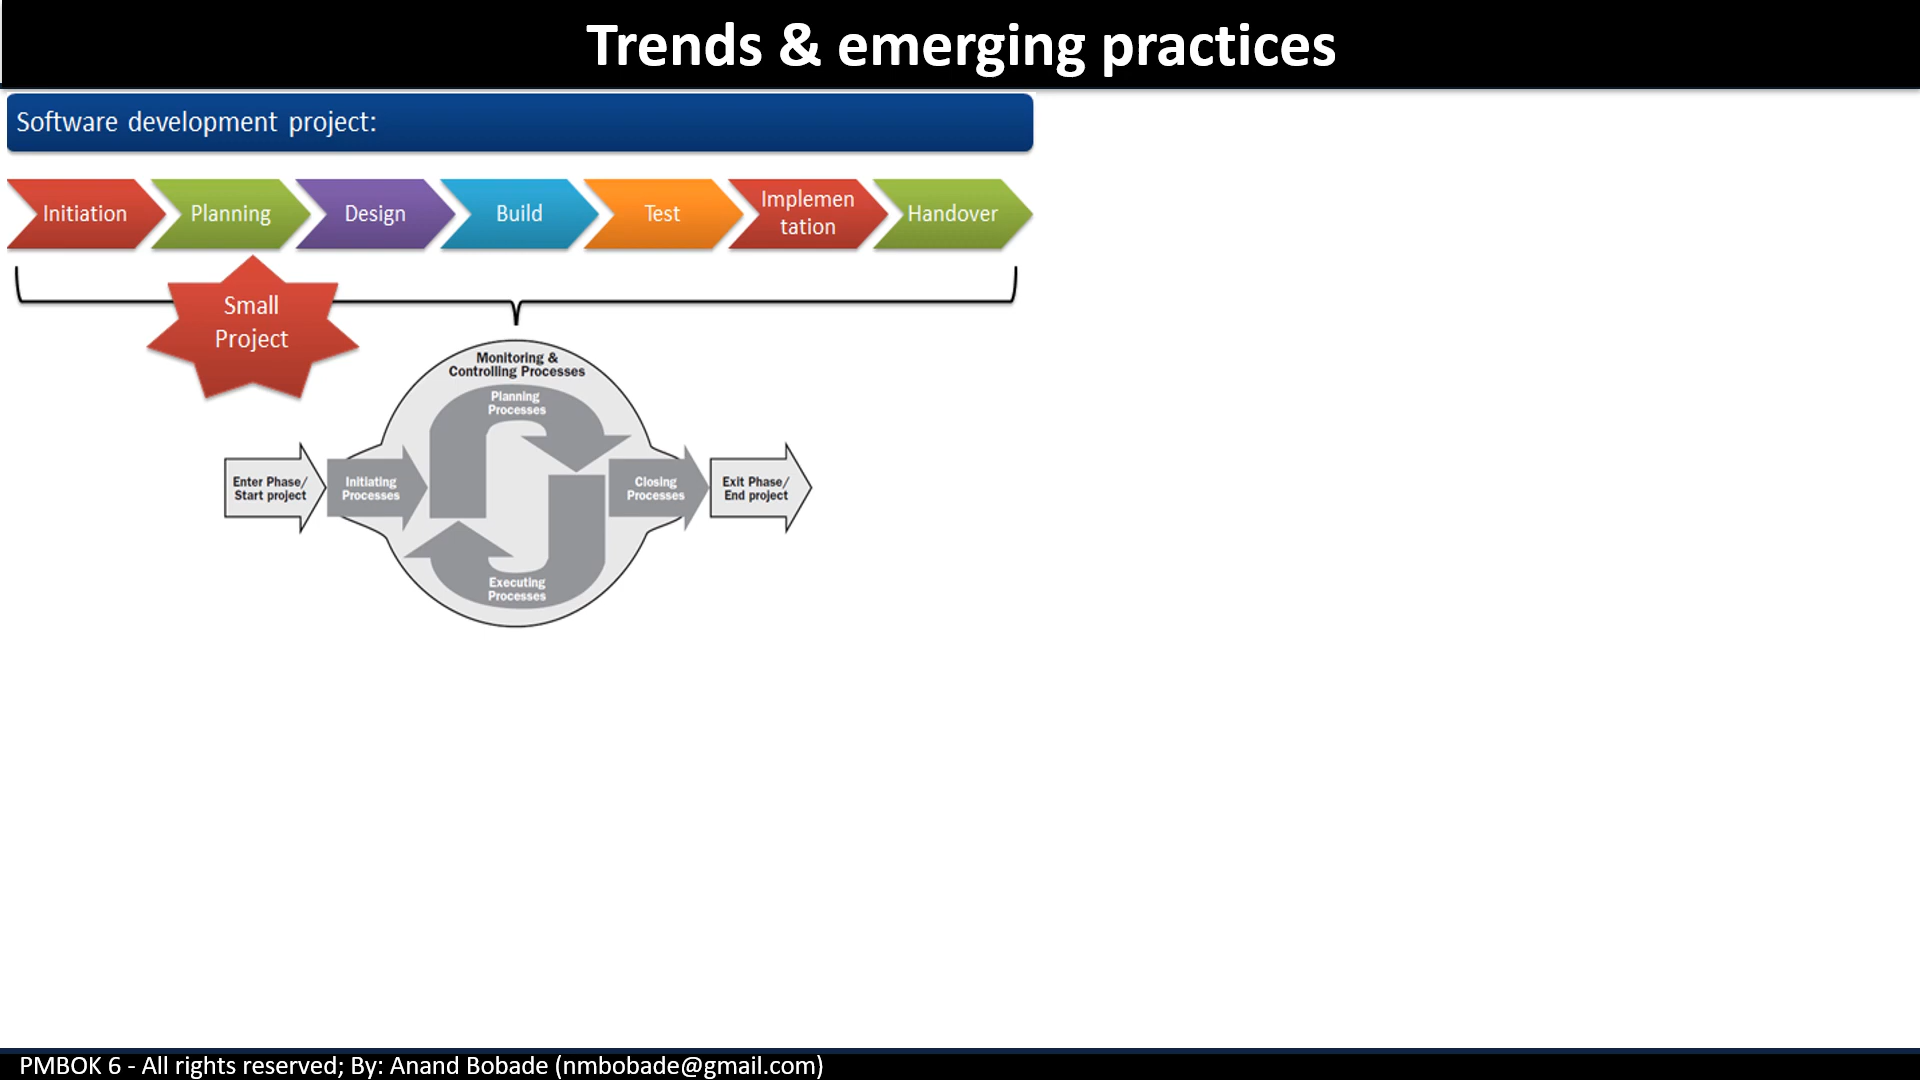 Trends & emerging practices
Software development project:
Initiation
Planning
Design
Build
Test
Implemen
tation
Handover
Small
Project
Monitoring &
Controlling Processes
Planning
Processes
Enter Phase/
Start project
Initiating
Processes
Closing
Processes
Exit Phase/
End project
Executing
Processes
PMBOK 6 - All rights reserved; By: Anand Bobade (nmbobade@gmail.com)